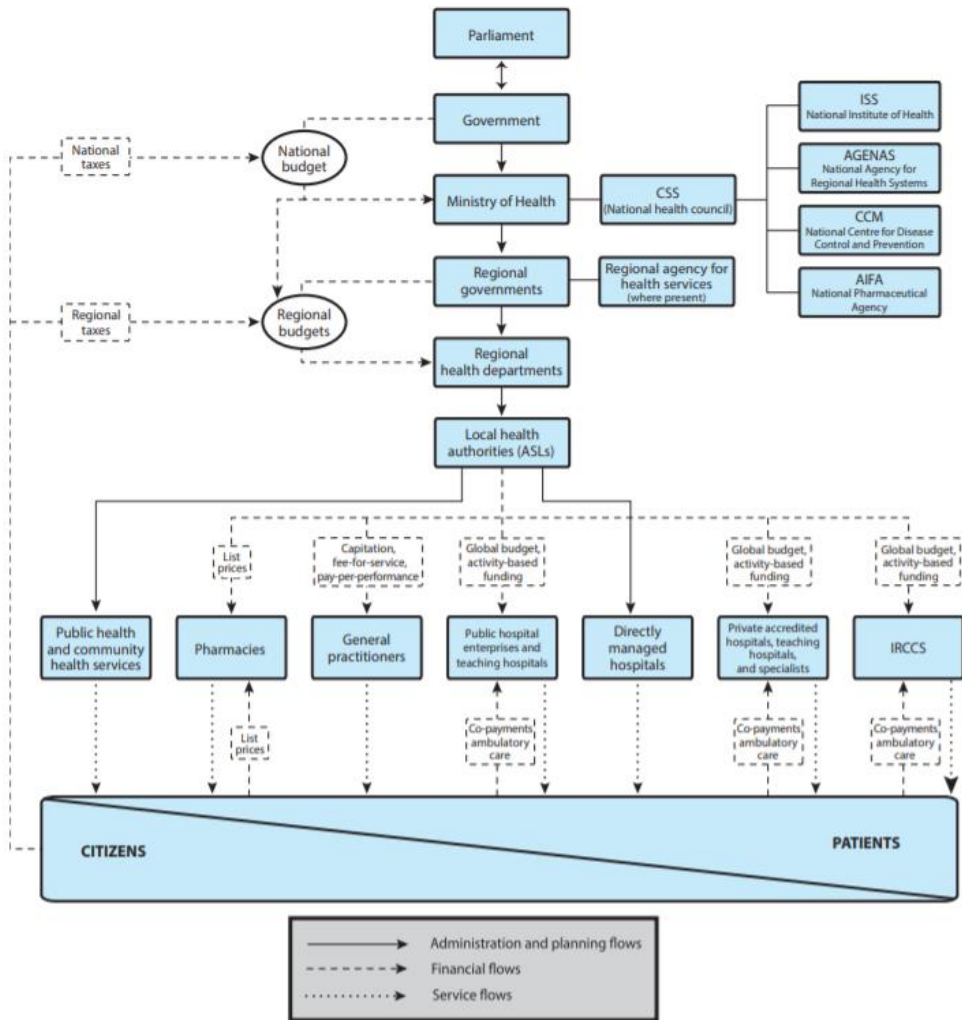 Parliament
Government
National
taxes
National
budget
Ministry of Health
CSS
(National health council)
ISS
National Institute of Health
AGENAS
National Agency for
Regional Health Systems
CCM
National Centre for Disease
Control and Prevention
AIFA
National Pharmaceutical
Agency
Regional
governments
Regional agency for
health services
(where present)
Regional
taxes
Regional
budgets
Regional
health departments
Local health
authorities (ASLs)
List
prices
Capitation,
fee-for-service,
pay-per-performance
Global budget,
activity-based
funding
Global budget,
activity-based
funding
Global budget,
activity-based
funding
Public health
and community
health services
Pharmacies
General
practitioners
Public hospital
enterprises and
teaching hospitals
Directly
managed
hospitals
Private accredited
hospitals, teaching
hospitals,
and specialists
IRCCS
List
prices
Co-payments
ambulatory
care
Co-payments
ambulatory
care
Co-payments
ambulatory
care
CITIZENS
PATIENTS
Administration and planning flows
Financial flows
Service flows